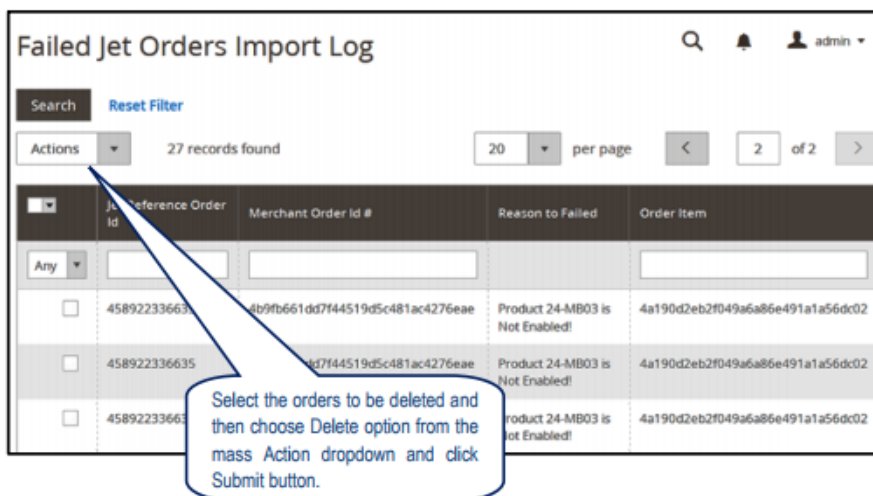 Failed Jet Orders Import Log
admin
Search Reset Filter
Actions 27 records found 20 per page 2 of 2
Reference Order
Id Merchant Order Id # Reason to Failed Order Item
Any
4b9fb661dd7f44519d5c481ac4276eae Product 24-MB03 is 4a190d2eb2f049a6a86e491a1a56dc02
Not Enabled!
458922336635 Product 24-MB03 is 4a190d2eb2f049a6a86e491a1a56dc02
Not Enabled!
24-MB03 is 4a190d2eb2f049a6a86e491a1a56dc02
Enabled!
Select the orders to be deleted and
then choose Delete option from the
mass Action dropdown and click
Submit button.